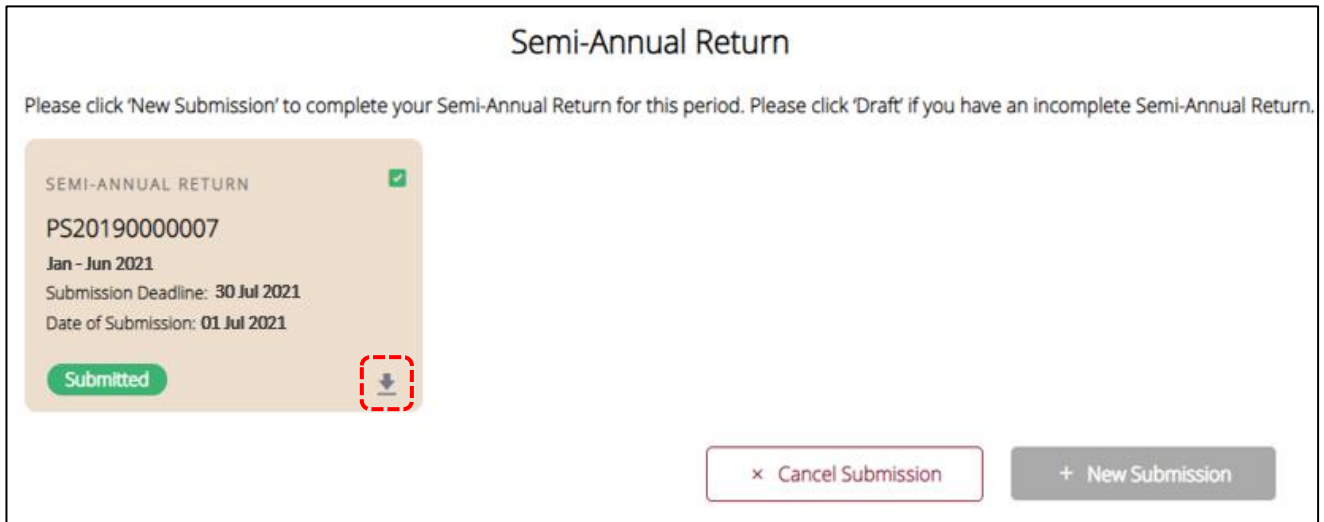 Semi-Annual Return
Please click ‘New Submission’ to complete your Semi-Annual Return for this period. Please click ‘Draft’ if you have an incomplete Semi-Annual Return.
SEMI-ANNUAL RETURN
PS20190000007
Jan - Jun 2021
Submission Deadline: 30 Jul 2021
Date of Submission: 01 Jul 2021
Submitted
× Cancel Submission
+ New Submission